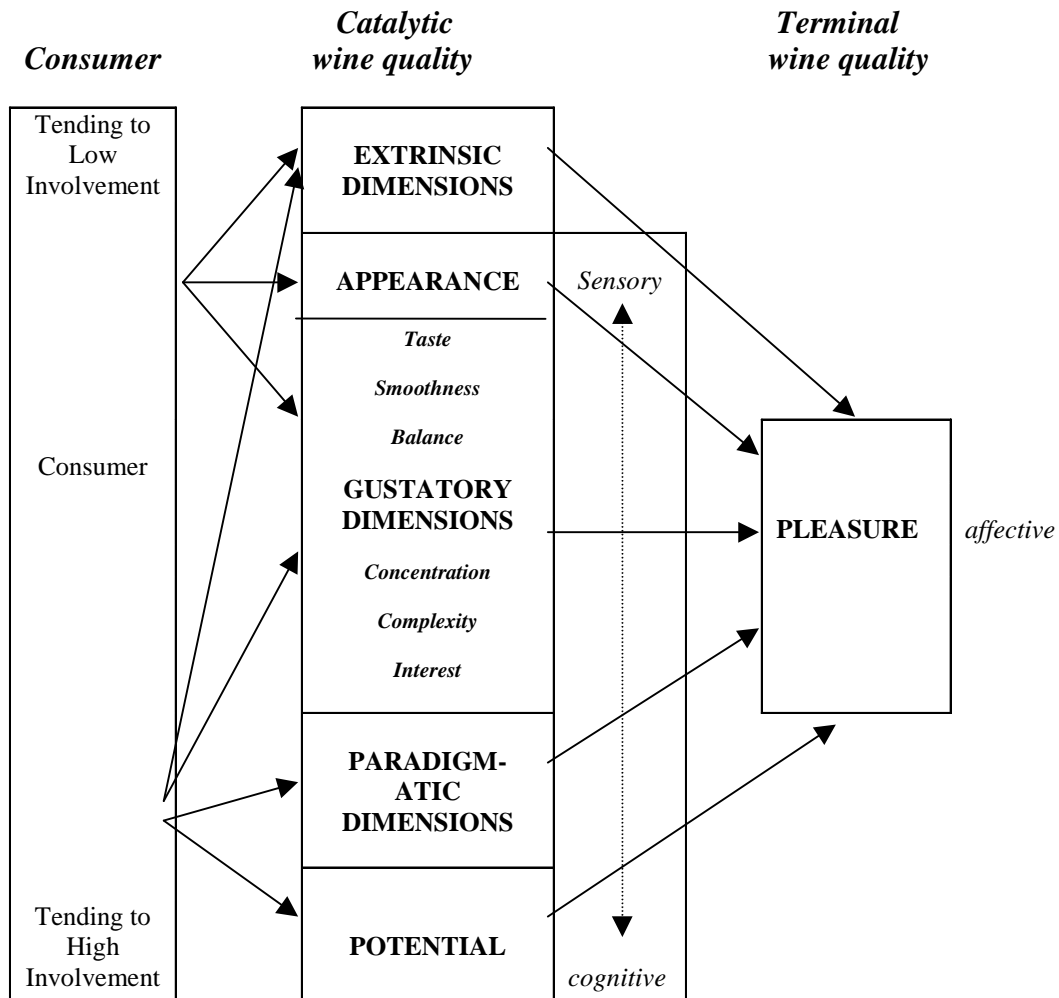 Consumer
Catalytic
wine quality
Terminal
wine quality
Tending to
Low
Involvement
Consumer
Tending to
High
Involvement
EXTRINSIC
DIMENSIONS
APPEARANCE
Taste
Smoothness
Balance
GUSTATORY
DIMENSIONS
Concentration
Complexity
Interest
PARADIGM-
ATIC
DIMENSIONS
POTENTIAL
Sensory
cognitive
PLEASURE
affective